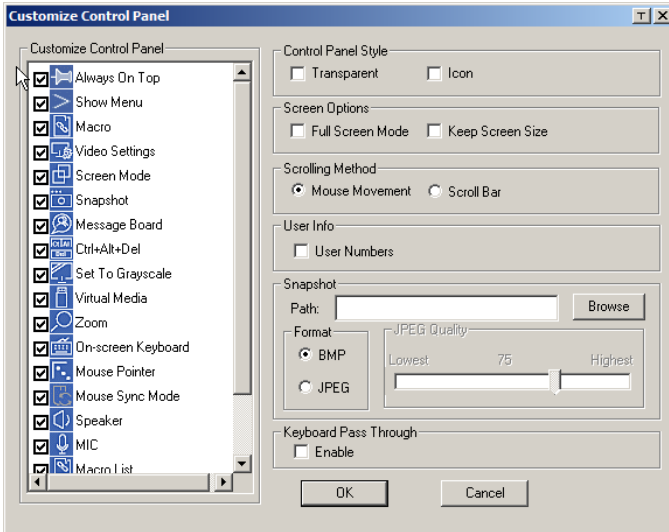 Customize Control Panel
Customize Control Panel
Always On Top
Show Menu
Macro
Video Settings
Screen Mode
Snapshot
Message Board
Ctrl+Alt+Del
Set To Grayscale
Virtual Media
Zoom
On-screen Keyboard
Mouse Pointer
Mouse Sync Mode
Speaker
MIC
Macro List
Control Panel Style
Transparent Icon
Screen Options
Full Screen Mode Keep Screen Size
Scrolling Method
Mouse Movement Scroll Bar
User Info
User Numbers
Snapshot
Path: Browse
Format
BMP
JPEG
JPEG Quality
Lowest 75 Highest
Keyboard Pass Through
Enable
OK Cancel